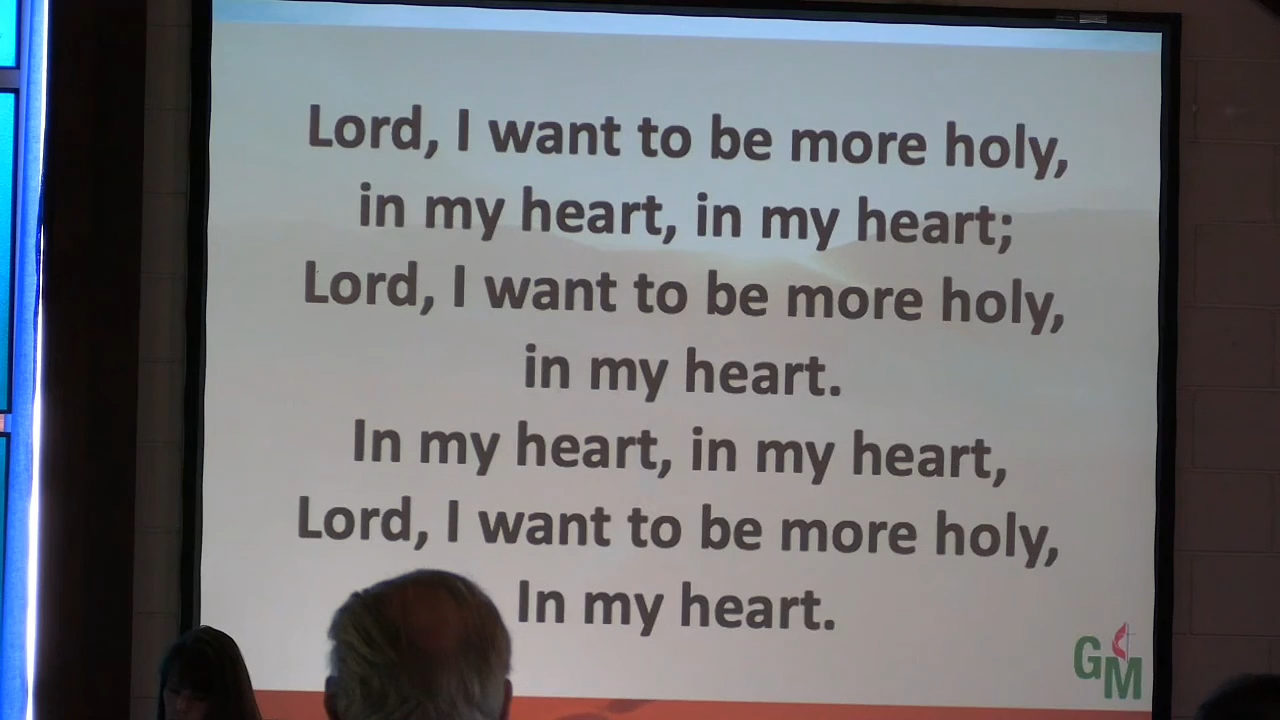 Lord, I want to be more holy,
in my heart, in my heart;
Lord, I want to be more holy,
in my heart.
In my heart, in my heart,
Lord, I want to be more holy,
In my heart.
GM